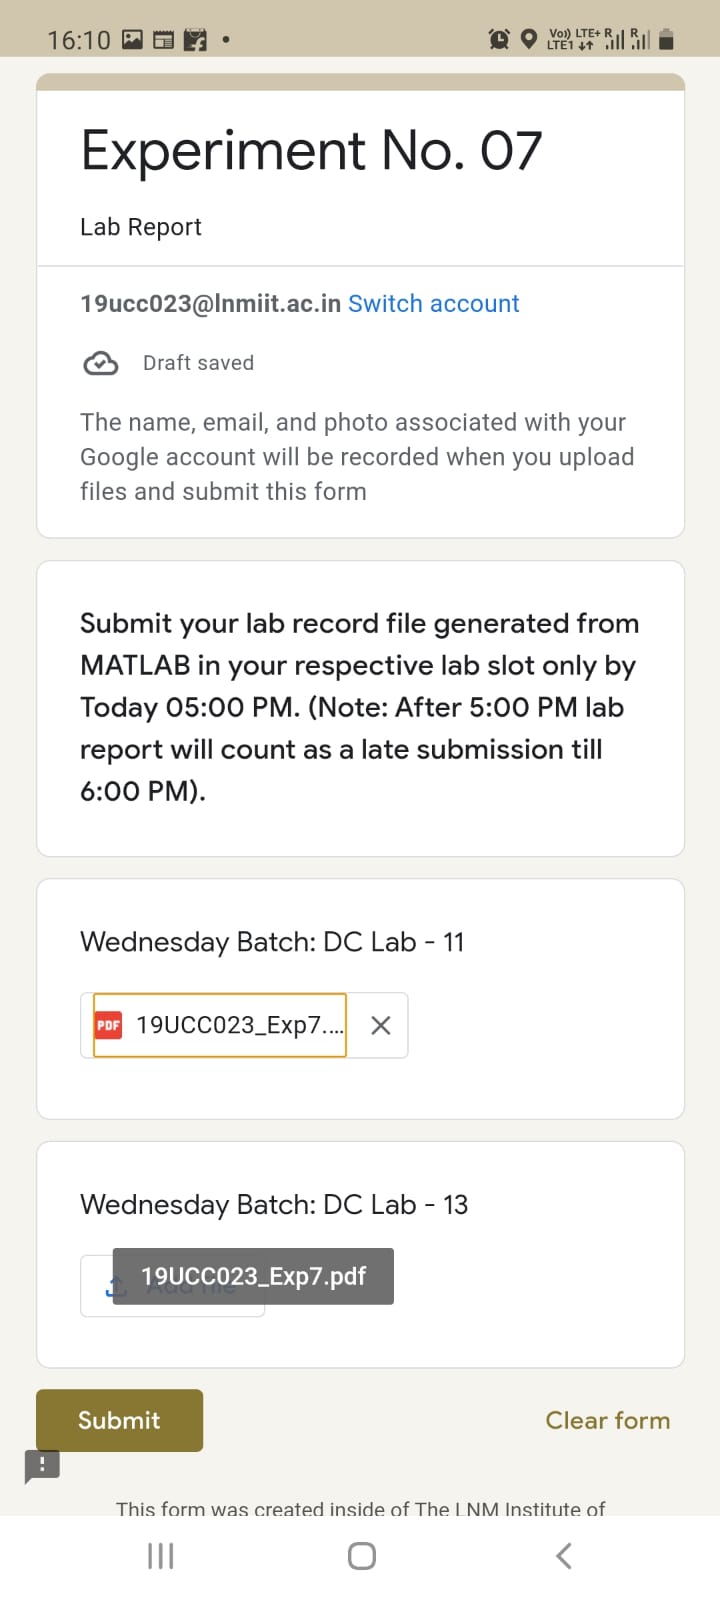 16:10
Vo)) LTE+ R R
LTE1
Experiment No. 07
Lab Report
19ucc023@lnmiit.ac.in Switch account
Draft saved
The name, email, and photo associated with your
Google account will be recorded when you upload
files and submit this form
Submit your lab record file generated from
MATLAB in your respective lab slot only by
Today 05:00 PM. (Note: After 5:00 PM lab
report will count as a late submission till
6:00 PM).
Wednesday Batch: DC Lab - 11
PDF 19UCC023_Exp7....
Wednesday Batch: DC Lab - 13
19UCC023_Exp7.pdf
Add file
Submit Clear form
This form was created inside of The LNM Institute of